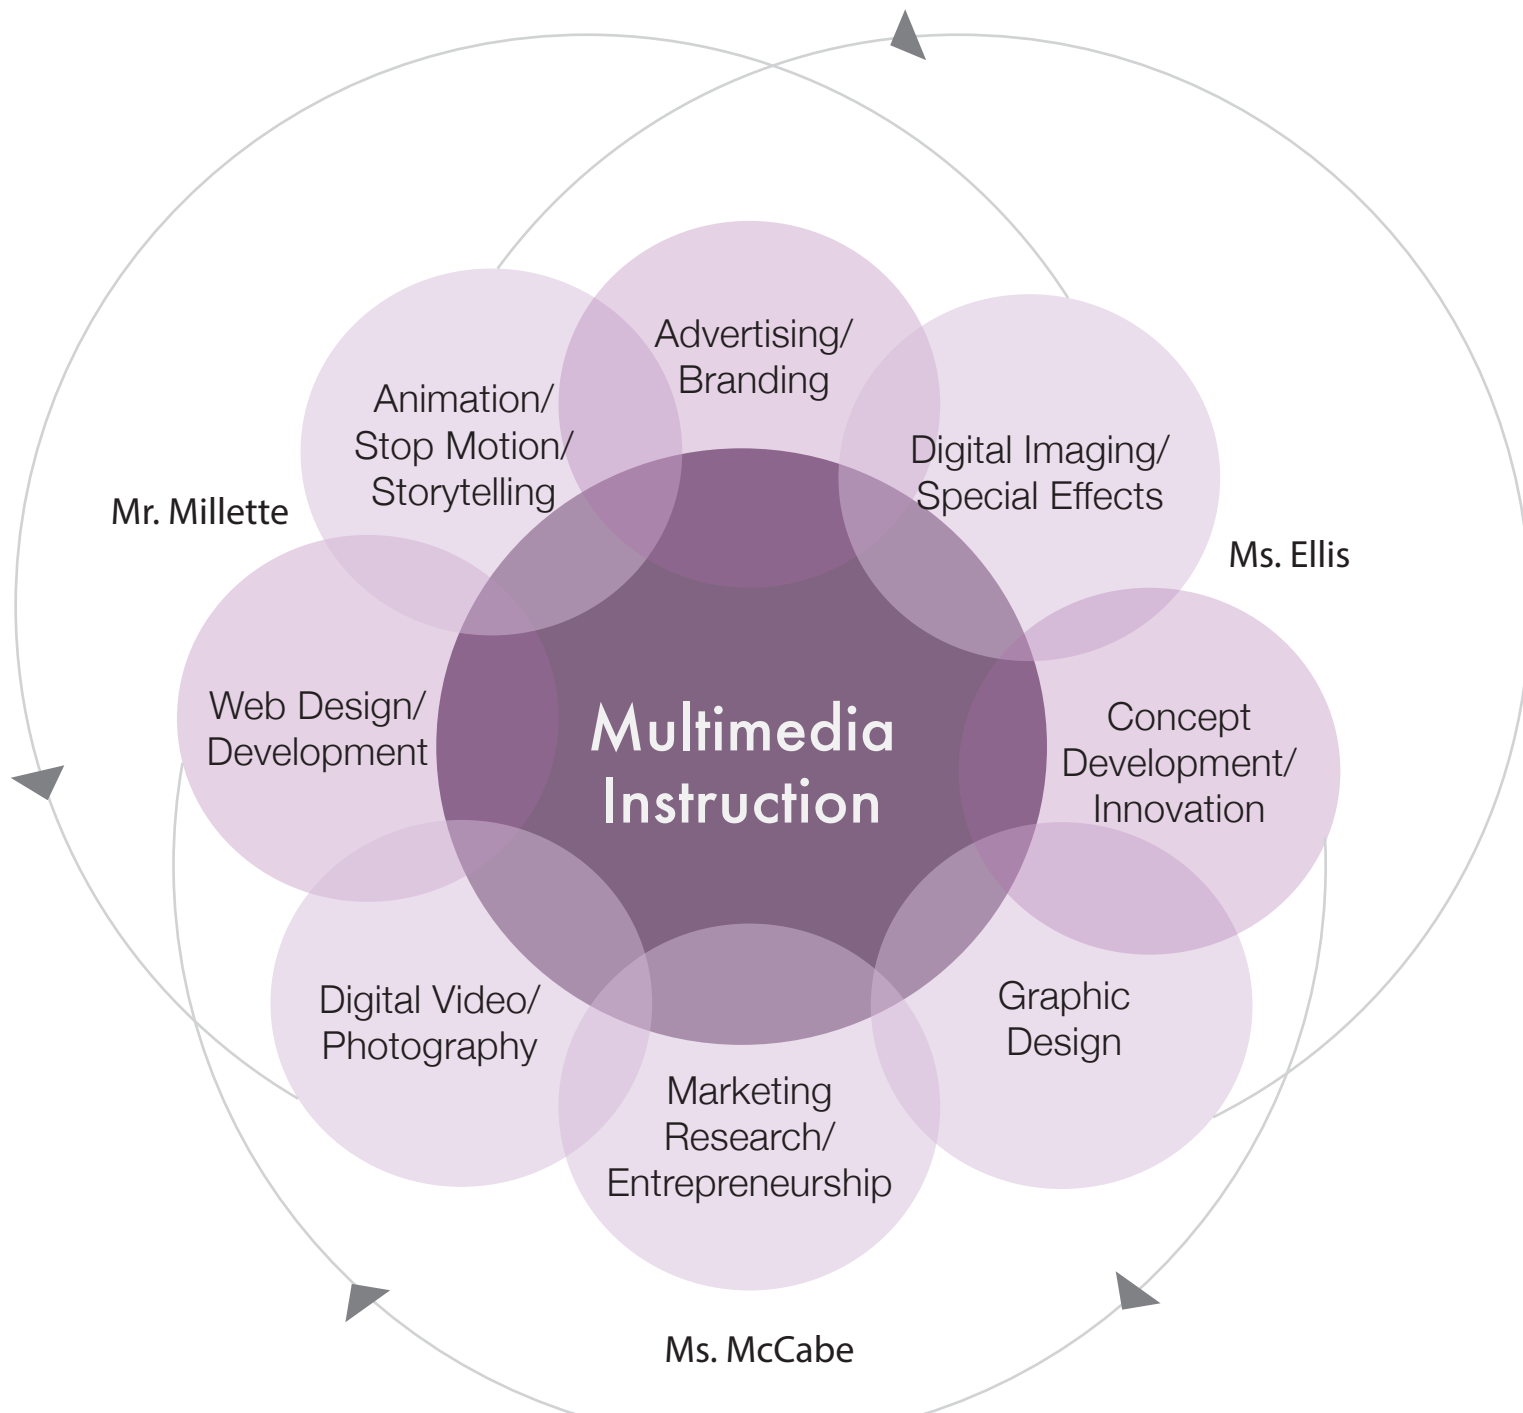 Advertising/
Branding
Animation/
Stop Motion/
Storytelling
Digital Imaging/
Special Effects
Mr. Millette
Ms. Ellis
Web Design/
Development
Multimedia
Instruction
Concept
Development/
Innovation
Digital Video/
Photography
Graphic
Design
Marketing
Research/
Entrepreneurship
Ms. McCabe